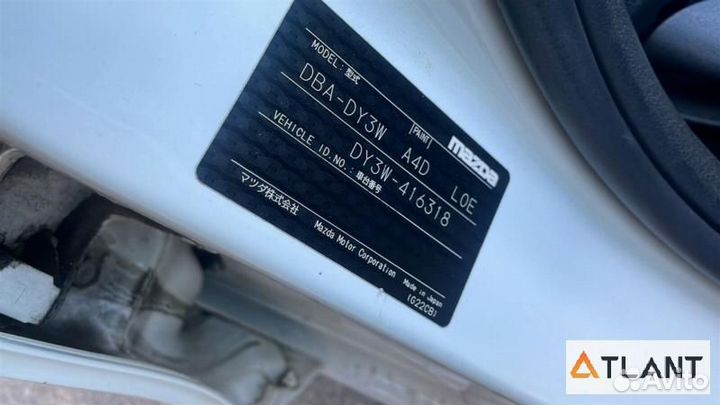 MODEL: 型式
DBA-DY3W
PAINT
A4D
mazda
VEHICLE ID.NO.: 車台番号
DY3W-416318
LOE
マツダ株式会社
Mazda Motor Corporation
Made in Japan
(G22CB)
ATLANT
Avito